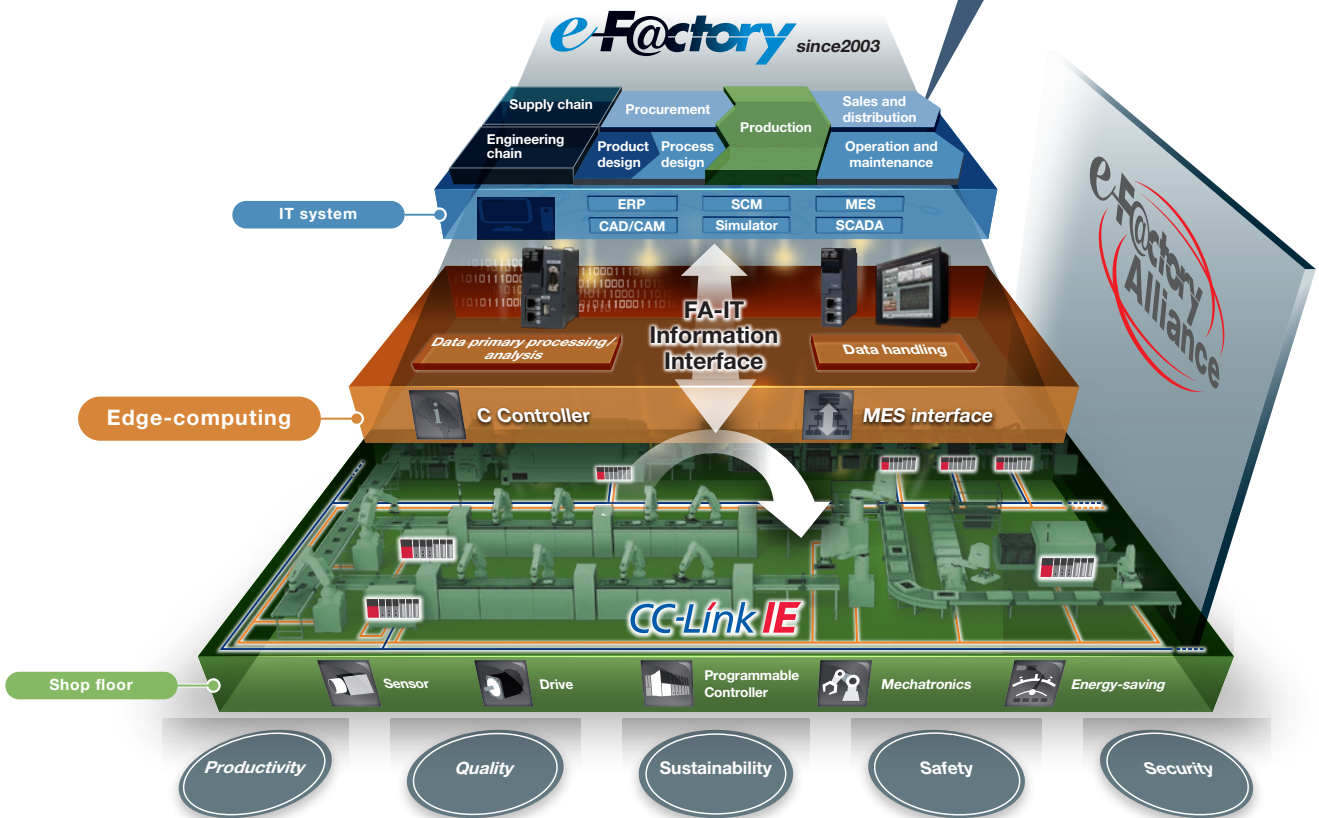 e-F@ctory since2003
Supply chain
Procurement
Production
Sales and
distribution
Engineering
chain
Product
design
Process
design
Operation and
maintenance
IT system
ERP
SCM
MES
CAD/CAM
Simulator
SCADA
e-F@ctory
Alliance
FA-IT
Information
Interface
Data primary processing/
analysis
Data handling
Edge-computing
C Controller
MES interface
CC-Link IE
Shop floor
Sensor
Drive
Programmable
Controller
Mechatronics
Energy-saving
Productivity
Quality
Sustainability
Safety
Security